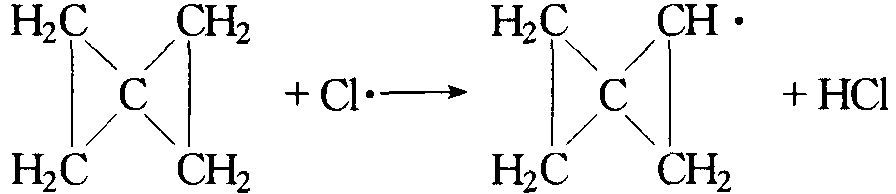 H₂C CH₂ H₂C CH·
C + Cl· → C + HCl
H₂C CH₂ H₂C CH₂